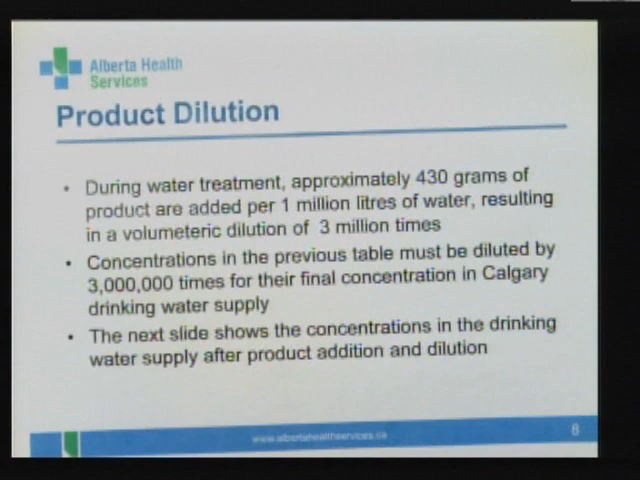 Alberta Health
Services
Product Dilution
• During water treatment, approximately 430 grams of
product are added per 1 million litres of water, resulting
in a volumeteric dilution of 3 million times
• Concentrations in the previous table must be diluted by
3,000,000 times for their final concentration in Calgary
drinking water supply
• The next slide shows the concentrations in the drinking
water supply after product addition and dilution
www.albertahealthservices.ca
8